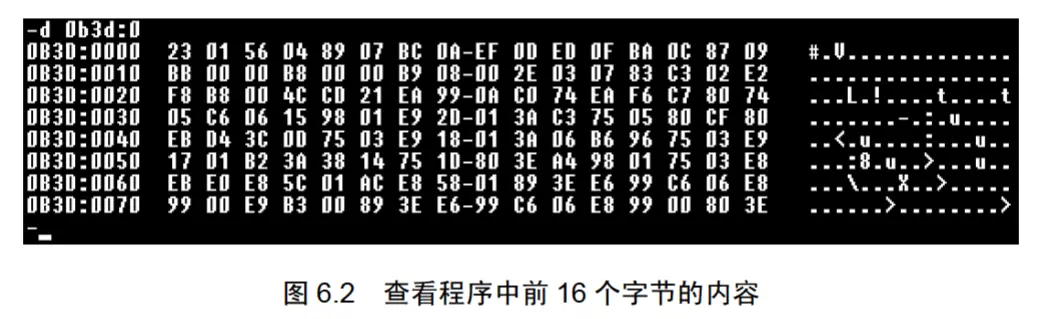 -d 0b3d:0
0B3D:0000 23 01 56 04 89 07 BC 0A-EF 0D ED 0F BA 0C 87 09 #.V.............
0B3D:0010 BB 00 00 B8 00 00 B9 08-00 2E 03 07 83 C3 02 E2 ................
0B3D:0020 F8 B8 00 4C CD 21 EA 99-0A C0 74 EA F6 C7 80 74 ...L.!....t....t
0B3D:0030 05 C6 06 15 98 01 E9 2D-01 3A C3 75 05 80 CF 80 .......-.:.u....
0B3D:0040 EB D4 3C 0D 75 03 E9 18-01 3A 06 B6 96 75 03 E9 ..<.u....:...u..
0B3D:0050 17 01 B2 3A 38 14 75 1D-80 3E A4 98 01 75 03 E8 ...:8.u..>...u..
0B3D:0060 EB E0 E8 5C 01 AC E8 58-01 89 3E E6 99 C6 06 E8 ...\...X..>.....
0B3D:0070 99 00 E9 B3 00 89 3E E6-99 C6 06 E8 99 00 80 3E ......>........>
-_
图 6.2 查看程序中前 16 个字节的内容